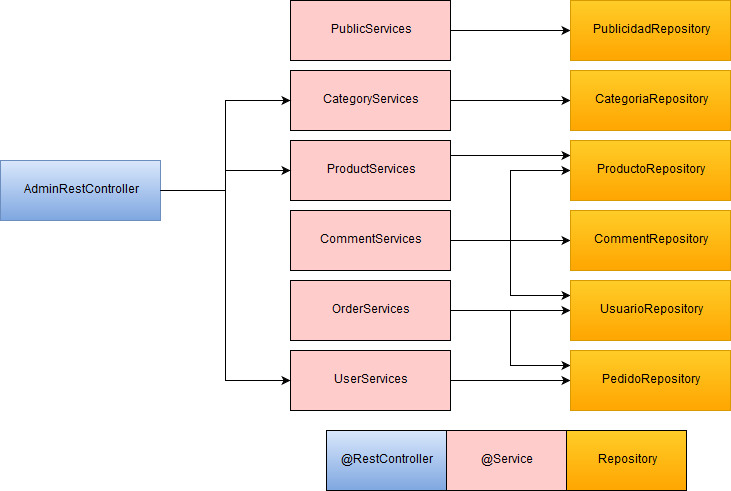 PublicServices
PublicidadRepository
CategoryServices
CategoriaRepository
AdminRestController
ProductServices
ProductoRepository
CommentServices
CommentRepository
OrderServices
UsuarioRepository
UserServices
PedidoRepository
@RestController
@Service
Repository